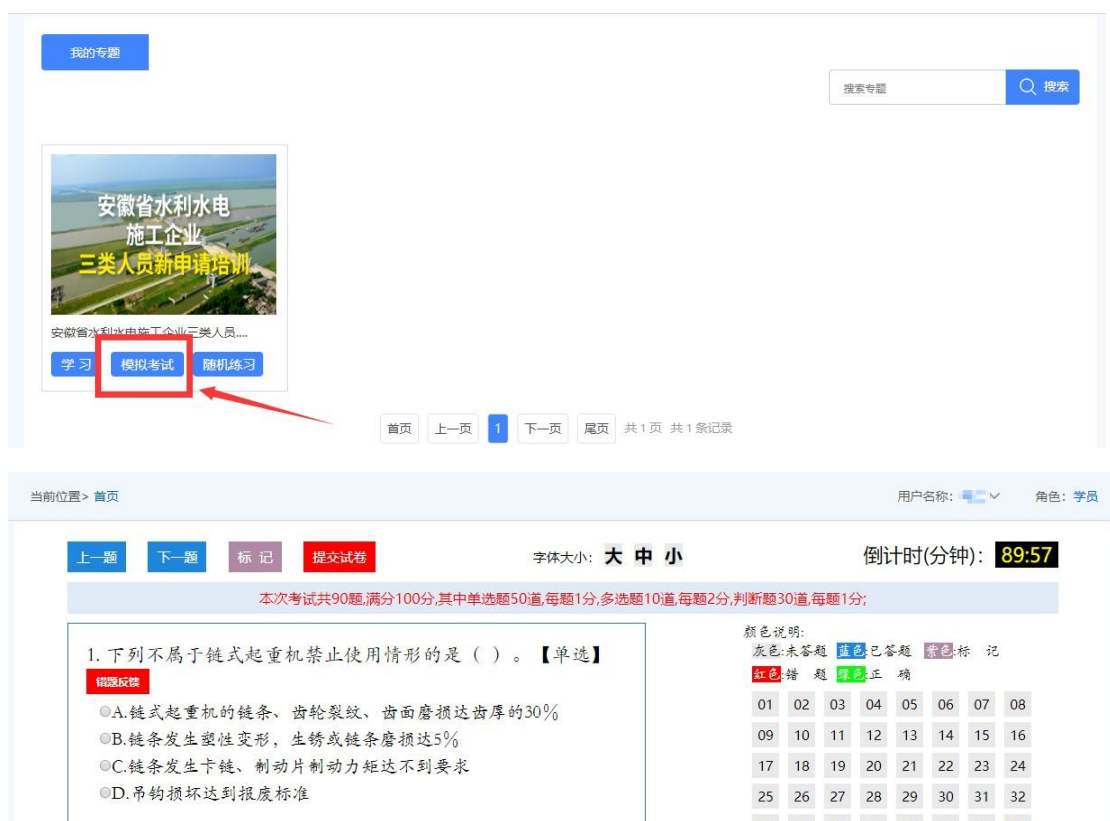 我的专题
搜索专题
搜索
安徽省水利水电
施工企业
三类人员新申请培训
安徽省水利水电施工企业三类人员....
学 习 模拟考试 随机练习
首页 上一页 1 下一页 尾页 共1页 共1条记录
当前位置> 首页 用户名称: 角色: 学员
上一题 下一题 标 记 提交试卷 字体大小: 大 中 小 倒计时(分钟): 89:57
本次考试共90题,满分100分,其中单选题50道,每题1分,多选题10道,每题2分,判断题30道,每题1分;
1. 下列不属于链式起重机禁止使用情形的是（ ）。【单选】
错题反馈
A.链式起重机的链条、齿轮裂纹、齿面磨损达齿厚的30%
B.链条发生塑性变形，生锈或链条磨损达5%
C.链条发生卡链、制动片制动力矩达不到要求
D.吊钩损坏达到报废标准
颜色说明:
灰色:未答题 蓝色:已答题 紫色:标 记
红色:错 题 绿色:正 确
01 02 03 04 05 06 07 08
09 10 11 12 13 14 15 16
17 18 19 20 21 22 23 24
25 26 27 28 29 30 31 32